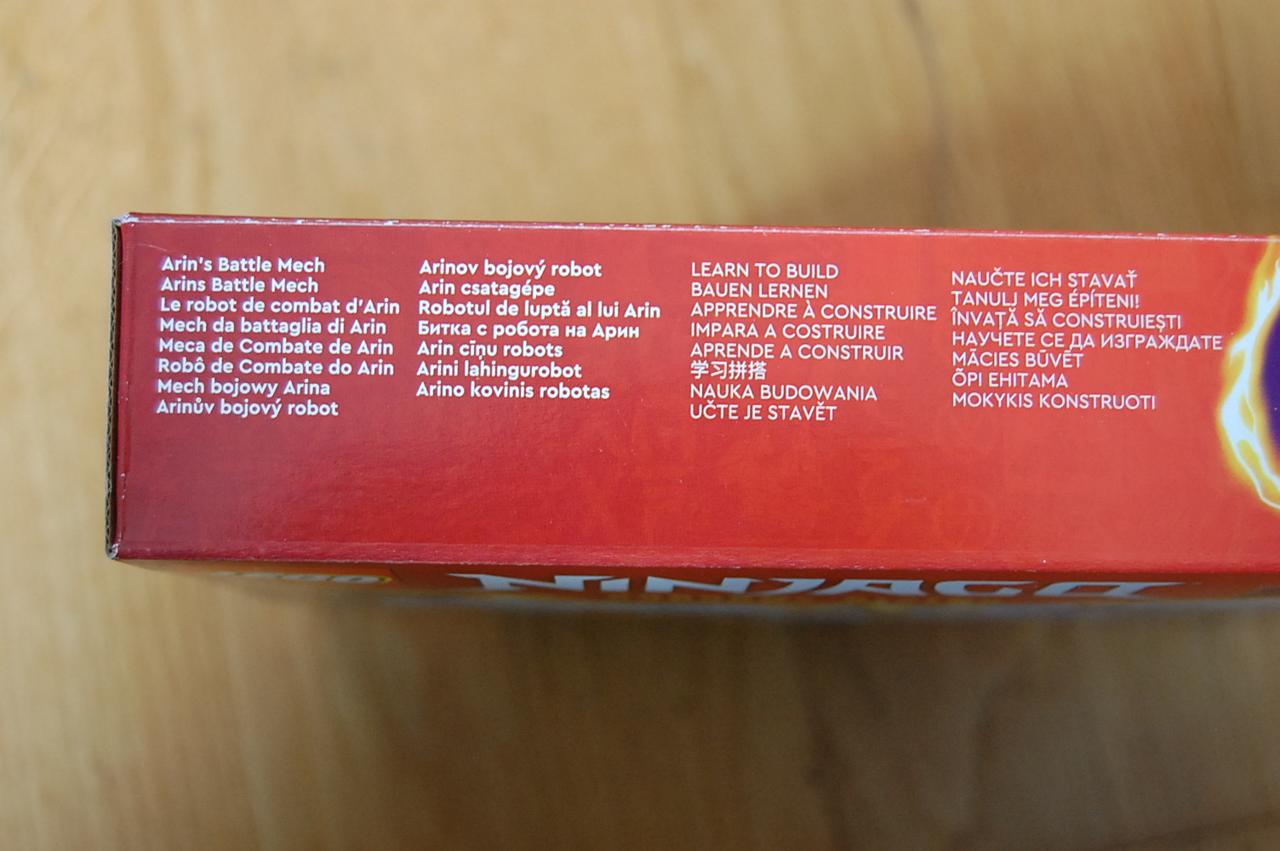 Arin's Battle Mech
Arins Battle Mech
Le robot de combat d'Arin
Mech da battaglia di Arin
Meca de Combate de Arin
Robô de Combate do Arin
Mech bojowy Arina
Arinův bojový robot
Arinov bojový robot
Arin csatagépe
Robotul de luptă al lui Arin
Битка с робота на Арин
Arin cīņu robots
Arini lahingurobot
Arino kovinis robotas
LEARN TO BUILD
BAUEN LERNEN
APPRENDRE À CONSTRUIRE
IMPARA A COSTRUIRE
APRENDE A CONSTRUIR
学习拼搭
NAUKA BUDOWANIA
UČTE JE STAVĚT
NAUČTE ICH STAVAŤ
TANULJ MEG ÉPÍTENI!
ÎNVAȚĂ SĂ CONSTRUIEȘTI
НАУЧЕТЕ СЕ ДА ИЗГРАЖДАТЕ
MĀCIES BŪVĒT
ÕPI EHITAMA
MOKYKIS KONSTRUOTI
NINJAGO